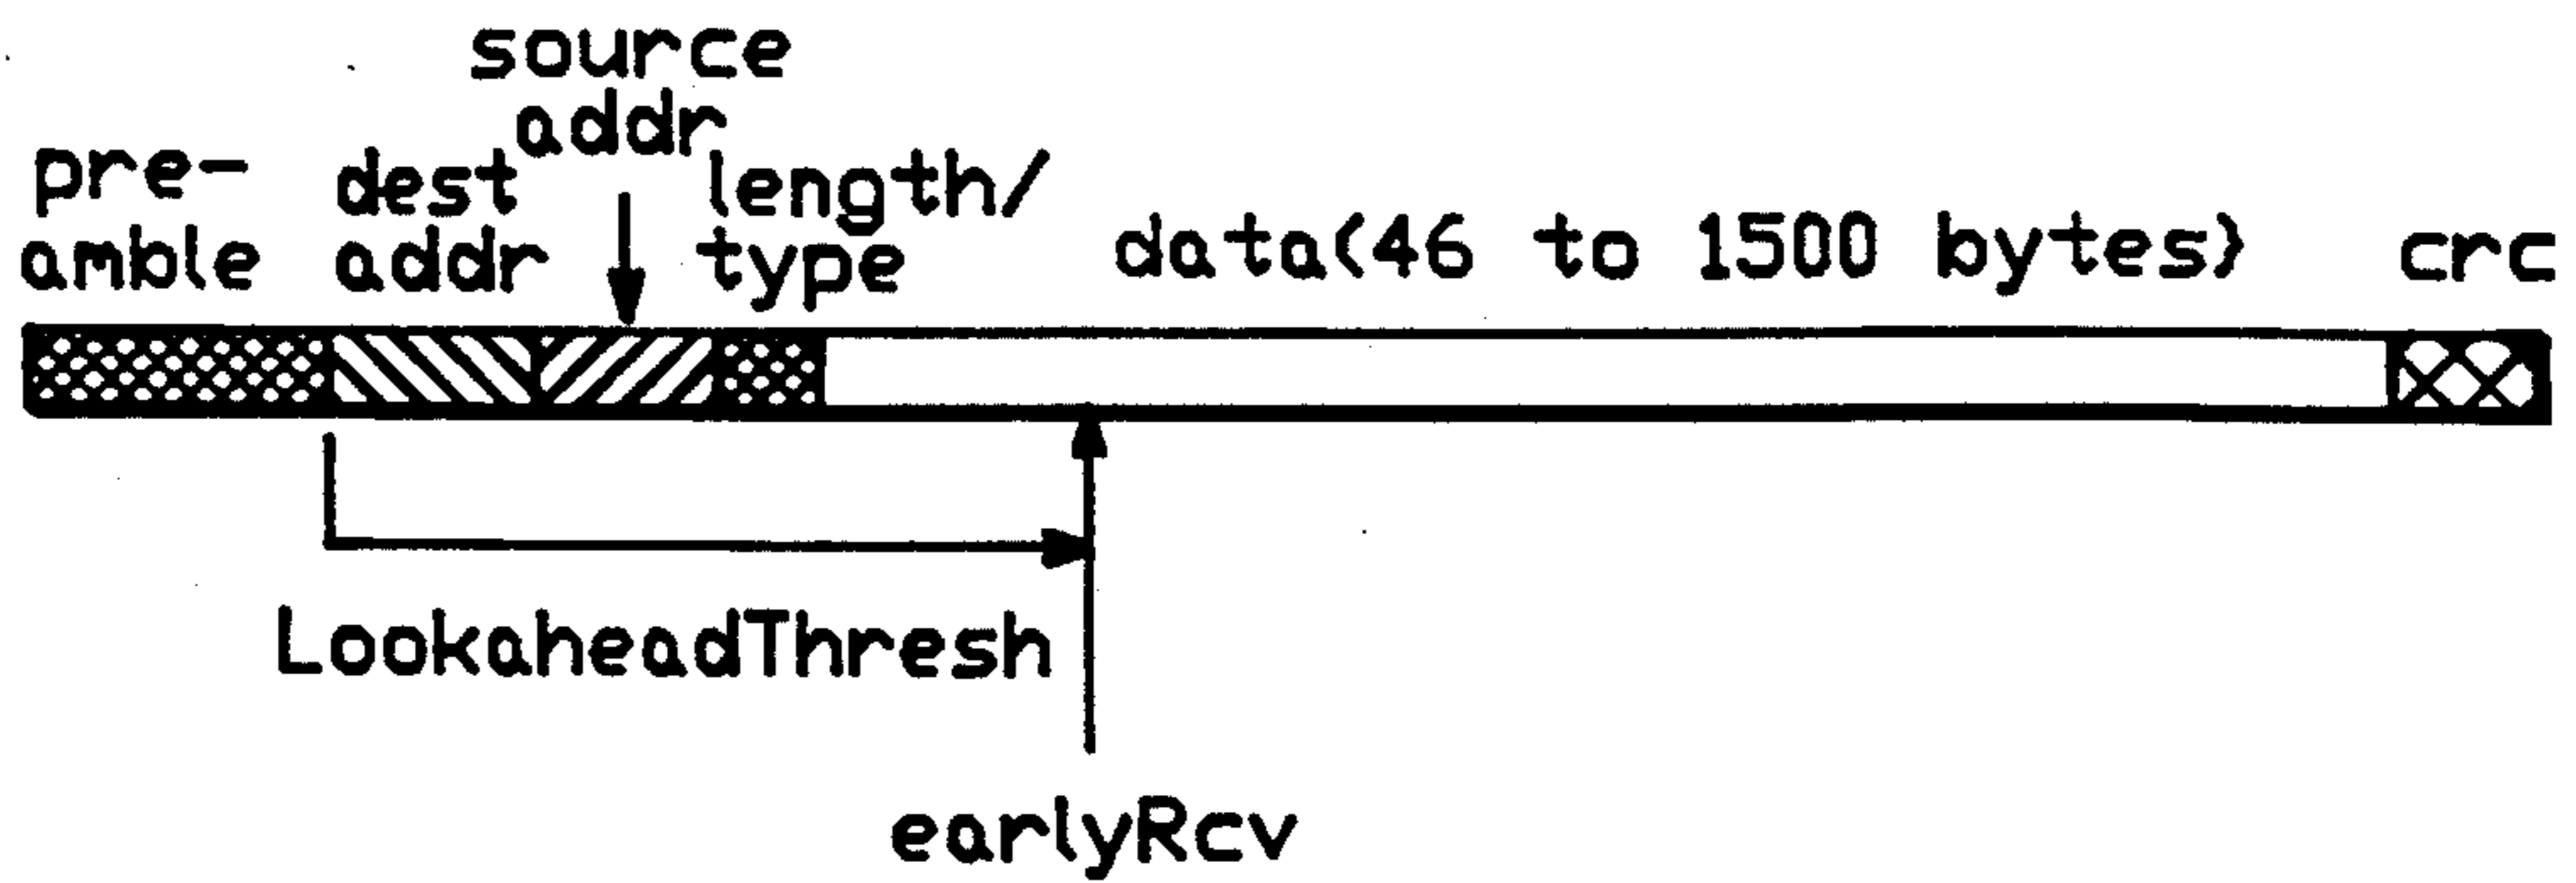 pre-
amble
dest
addr
source
addr
length/
type
data(46 to 1500 bytes)
crc
LookaheadThresh
earlyRcv